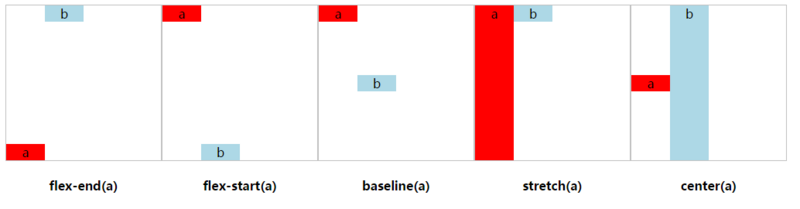 b a a a b b
b a
a b
flex-end(a) flex-start(a) baseline(a) stretch(a) center(a)